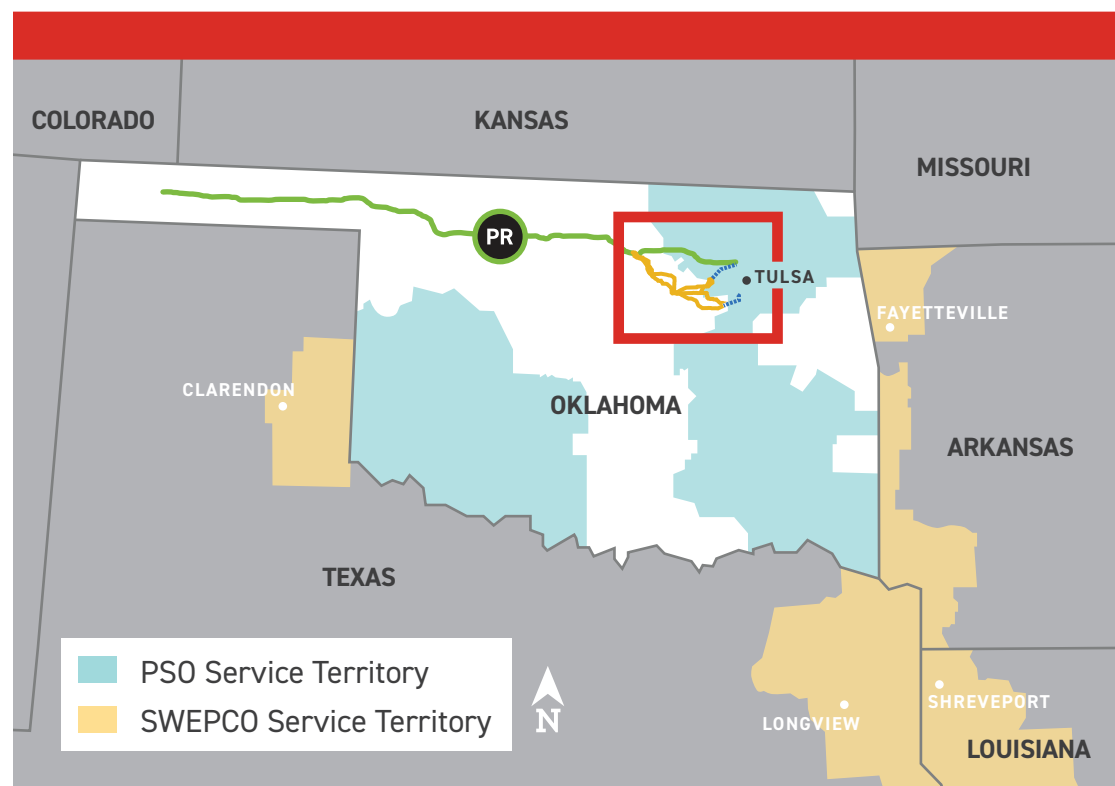 COLORADO
KANSAS
MISSOURI
PR
TULSA
FAYETTEVILLE
CLARENDON
OKLAHOMA
ARKANSAS
TEXAS
PSO Service Territory
SWEPCO Service Territory
N
LONGVIEW
SHREVEPORT
LOUISIANA